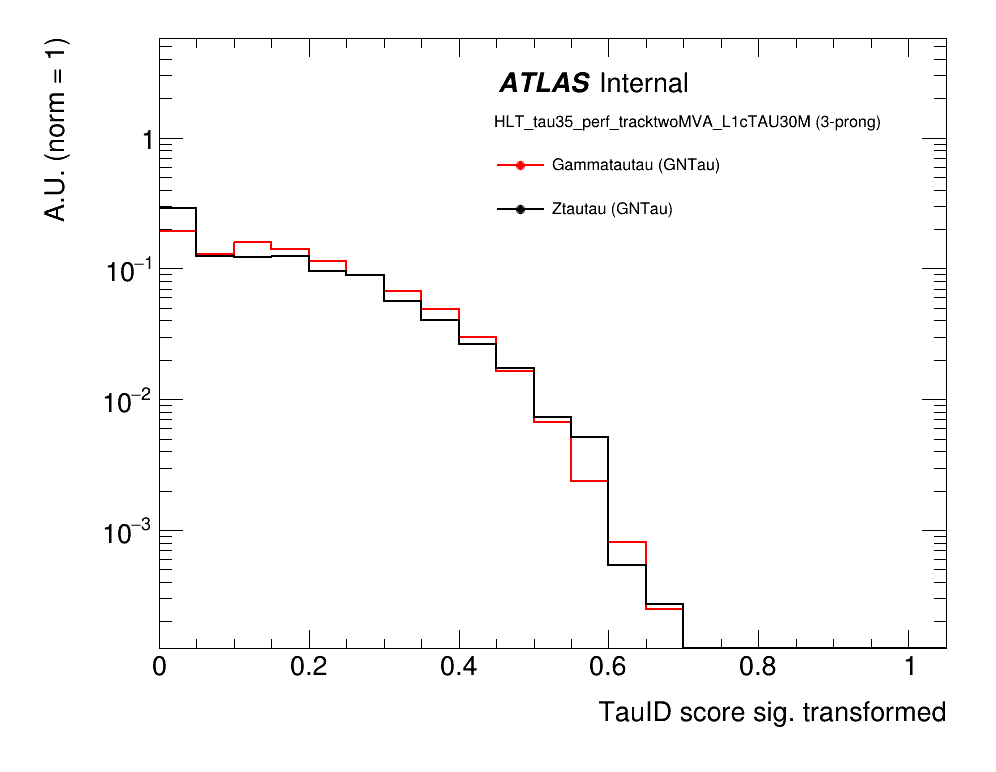 A.U. (norm = 1)
ATLAS Internal
HLT_tau35_perf_tracktwoMVA_L1cTAU30M (3-prong)
Gammatautau (GNTau)
Ztautau (GNTau)
1
10⁻¹
10⁻²
10⁻³
0 0.2 0.4 0.6 0.8 1
TauID score sig. transformed